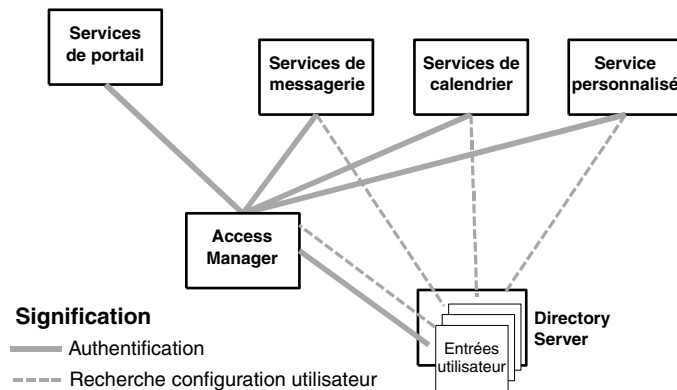 Services
de portail
Services de
messagerie
Services de
calendrier
Service
personnalisé
Access
Manager
Directory
Server
Entrées
utilisateur
Signification
Authentification
Recherche configuration utilisateur